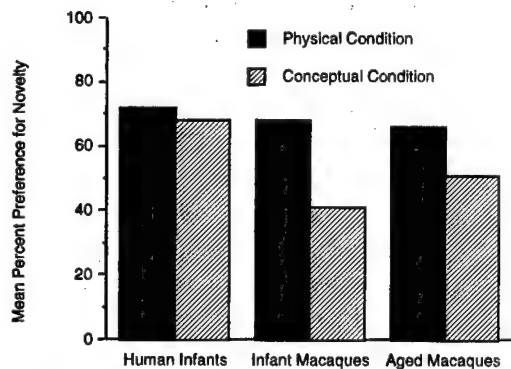 Mean Percent Preference for Novelty
100
80
60
40
20
0
Physical Condition
Conceptual Condition
Human Infants
Infant Macaques
Aged Macaques